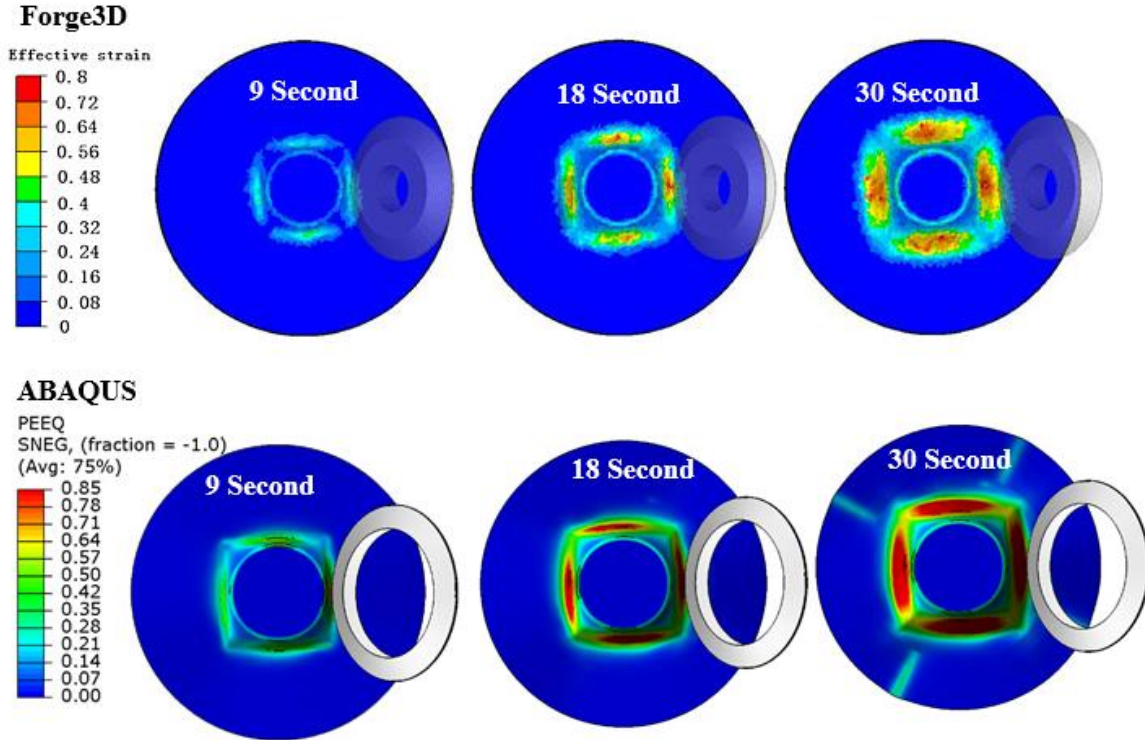 Forge3D
Effective strain
0.8
0.72
0.64
0.56
0.48
0.4
0.32
0.24
0.16
0.08
0
9 Second
18 Second
30 Second
ABAQUS
PEEQ
SNEG, (fraction = -1.0)
(Avg: 75%)
0.85
0.78
0.71
0.64
0.57
0.50
0.42
0.35
0.28
0.21
0.14
0.07
0.00
9 Second
18 Second
30 Second